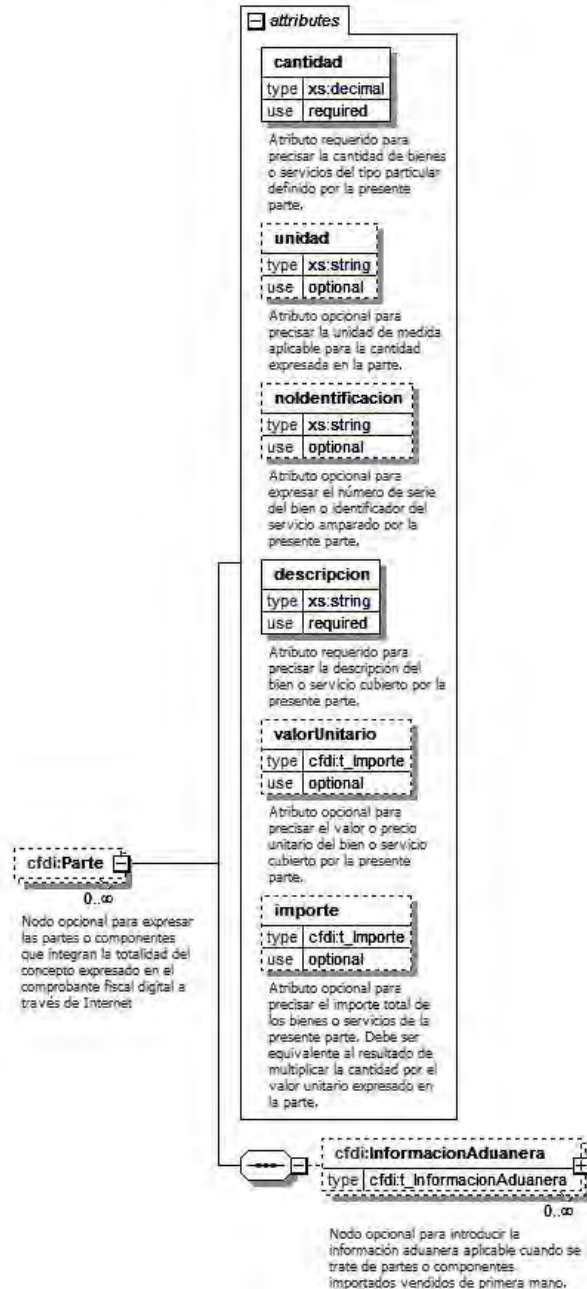 attributes
cantidad
type xs:decimal
use required
Atributo requerido para
precisar la cantidad de bienes
o servicios del tipo particular
definido por la presente
parte.
unidad
type xs:string
use optional
Atributo opcional para
precisar la unidad de medida
aplicable para la cantidad
expresada en la parte.
noIdentificacion
type xs:string
use optional
Atributo opcional para
expresar el número de serie
del bien o identificador del
servicio amparado por la
presente parte.
descripcion
type xs:string
use required
Atributo requerido para
precisar la descripción del
bien o servicio cubierto por la
presente parte.
valorUnitario
type cfdi:t_Importe
use optional
Atributo opcional para
precisar el valor o precio
unitario del bien o servicio
cubierto por la presente
parte.
importe
type cfdi:t_Importe
use optional
Atributo opcional para
precisar el importe total de
los bienes o servicios de la
presente parte. Debe ser
equivalente al resultado de
multiplicar la cantidad por el
valor unitario expresado en
la parte.
cfdi:Parte
0..∞
Nodo opcional para expresar
las partes o componentes
que integran la totalidad del
concepto expresado en el
comprobante fiscal digital a
través de Internet
cfdi:InformacionAduanera
type cfdi:t_InformacionAduanera
0..∞
Nodo opcional para introducir la
información aduanera aplicable cuando se
trate de partes o componentes
importados vendidos de primera mano.